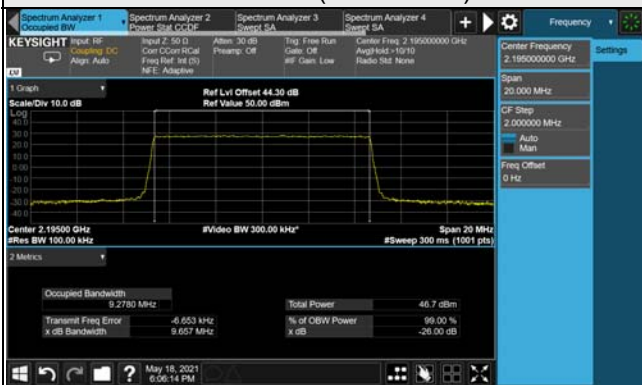 Spectrum Analyzer 1
Occupied BW
Spectrum Analyzer 2
Power Stat CCDF
Spectrum Analyzer 3
Swept SA
Spectrum Analyzer 4
Swept SA
+
Frequency
KEYSIGHT
Input: RF
Coupling: DC
Align: Auto
Input Z: 50 Ω
Corr CCorr RCal
Freq Ref: Int (S)
NFE: Adaptive
Atten: 30 dB
Preamp: Off
Trig: Free Run
Gate: Off
#IF Gain: Low
Center Freq: 2.195000000 GHz
Avg|Hold:>10/10
Radio Std: None
LXI
Center Frequency
2.195000000 GHz
Settings
Span
20.000 MHz
CF Step
2.000000 MHz
Auto
Man
Freq Offset
0 Hz
1 Graph
Scale/Div 10.0 dB
Ref Lvl Offset 44.30 dB
Ref Value 50.00 dBm
Log
40.0
30.0
20.0
10.0
0.00
-10.0
-20.0
-30.0
-40.0
Center 2.19500 GHz
#Res BW 100.00 kHz
#Video BW 300.00 kHz*
Span 20 MHz
#Sweep 300 ms (1001 pts)
2 Metrics
Occupied Bandwidth
9.2780 MHz
Total Power
46.7 dBm
Transmit Freq Error
-6.653 kHz
% of OBW Power
99.00 %
x dB Bandwidth
9.657 MHz
x dB
-26.00 dB
?
May 18, 2021
6:06:14 PM